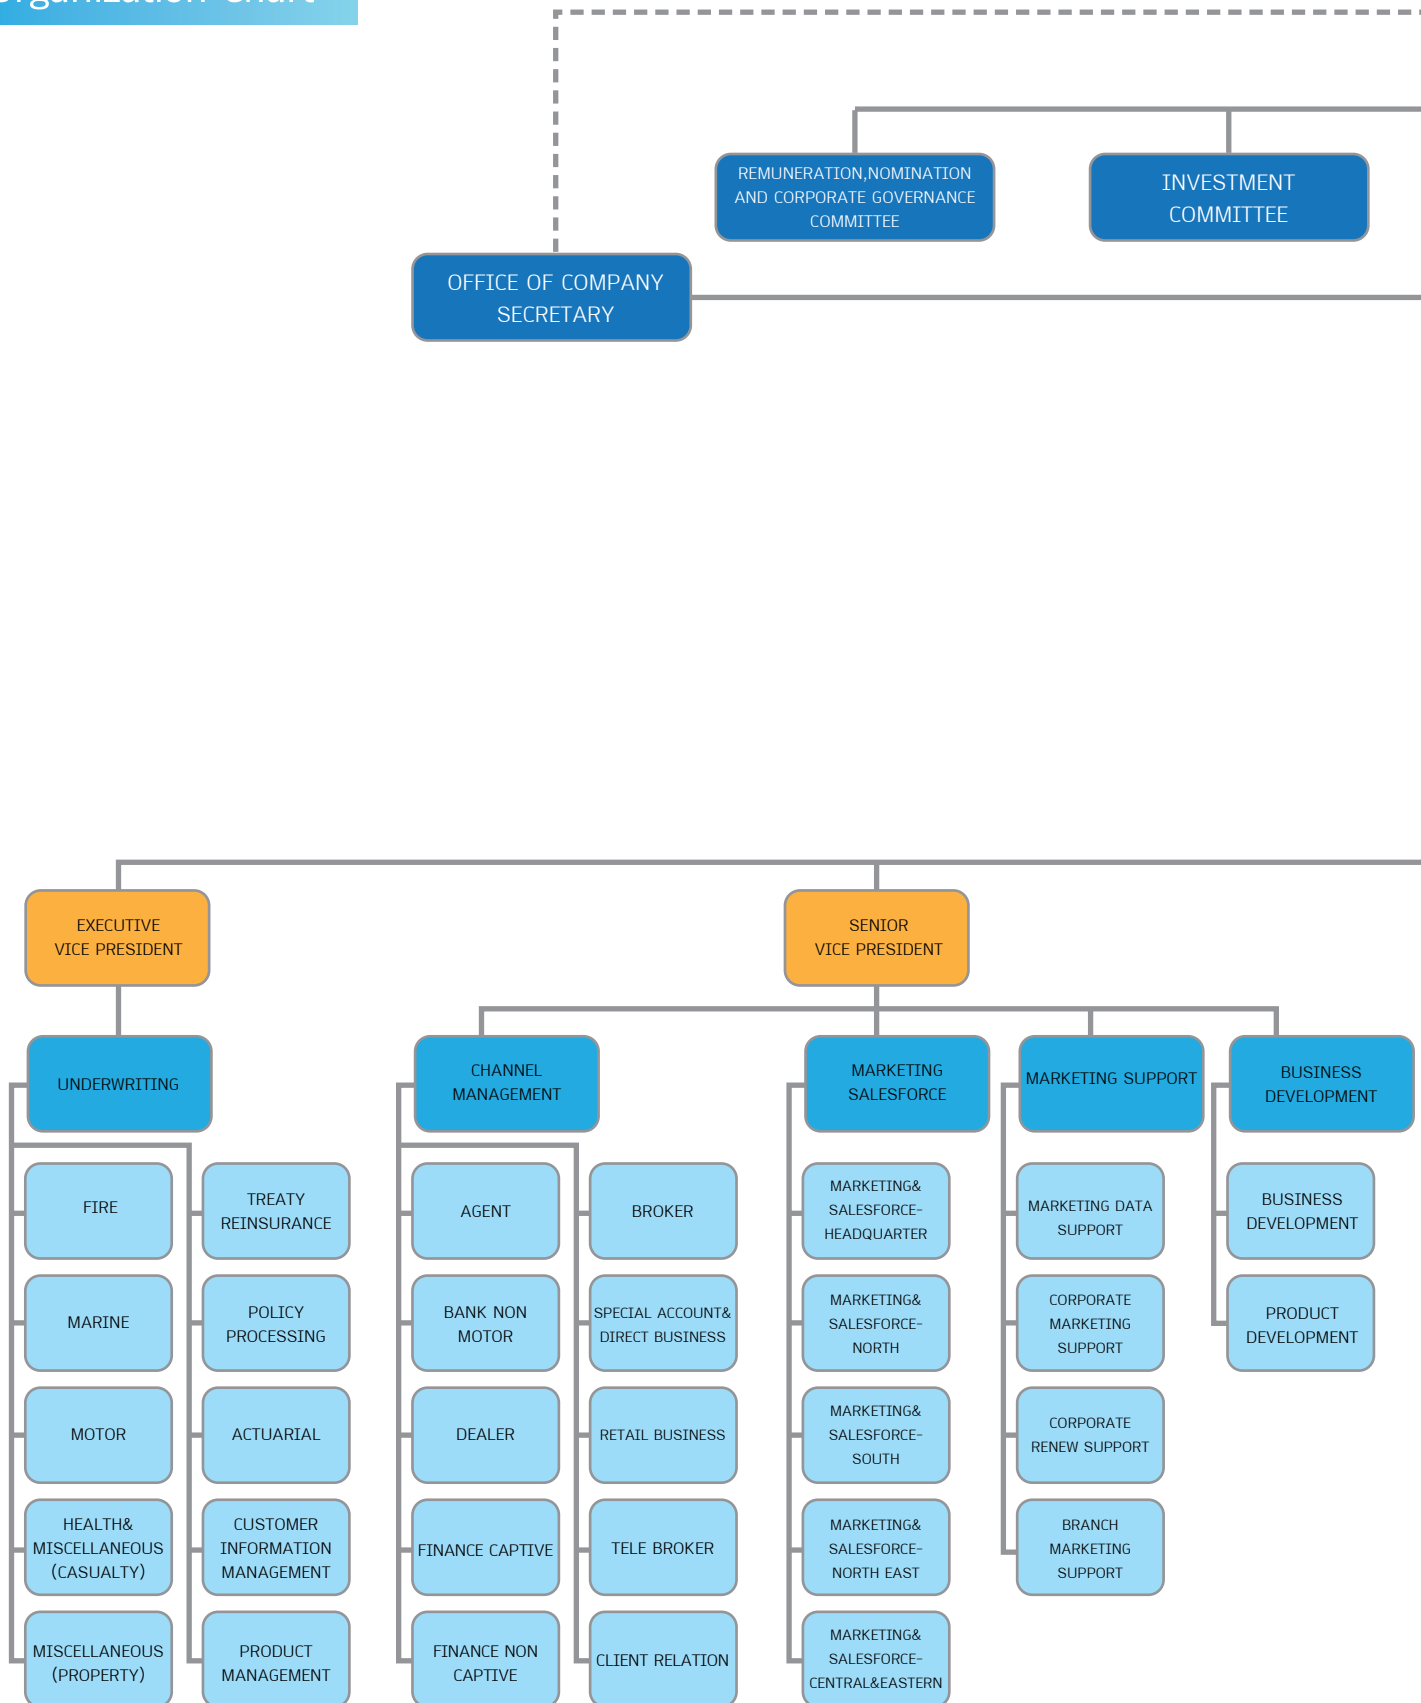 Organization Chart
REMUNERATION,NOMINATION
AND CORPORATE GOVERNANCE
COMMITTEE
INVESTMENT
COMMITTEE
OFFICE OF COMPANY
SECRETARY
EXECUTIVE
VICE PRESIDENT
SENIOR
VICE PRESIDENT
UNDERWRITING
CHANNEL
MANAGEMENT
MARKETING
SALESFORCE
MARKETING SUPPORT
BUSINESS
DEVELOPMENT
FIRE
TREATY
REINSURANCE
AGENT
BROKER
MARKETING&
SALESFORCE-
HEADQUARTER
MARKETING DATA
SUPPORT
BUSINESS
DEVELOPMENT
MARINE
POLICY
PROCESSING
BANK NON
MOTOR
SPECIAL ACCOUNT&
DIRECT BUSINESS
MARKETING&
SALESFORCE-
NORTH
CORPORATE
MARKETING
SUPPORT
PRODUCT
DEVELOPMENT
MOTOR
ACTUARIAL
DEALER
RETAIL BUSINESS
MARKETING&
SALESFORCE-
SOUTH
CORPORATE
RENEW SUPPORT
HEALTH&
MISCELLANEOUS
(CASUALTY)
CUSTOMER
INFORMATION
MANAGEMENT
FINANCE CAPTIVE
TELE BROKER
MARKETING&
SALESFORCE-
NORTH EAST
BRANCH
MARKETING
SUPPORT
MISCELLANEOUS
(PROPERTY)
PRODUCT
MANAGEMENT
FINANCE NON
CAPTIVE
CLIENT RELATION
MARKETING&
SALESFORCE-
CENTRAL&EASTERN